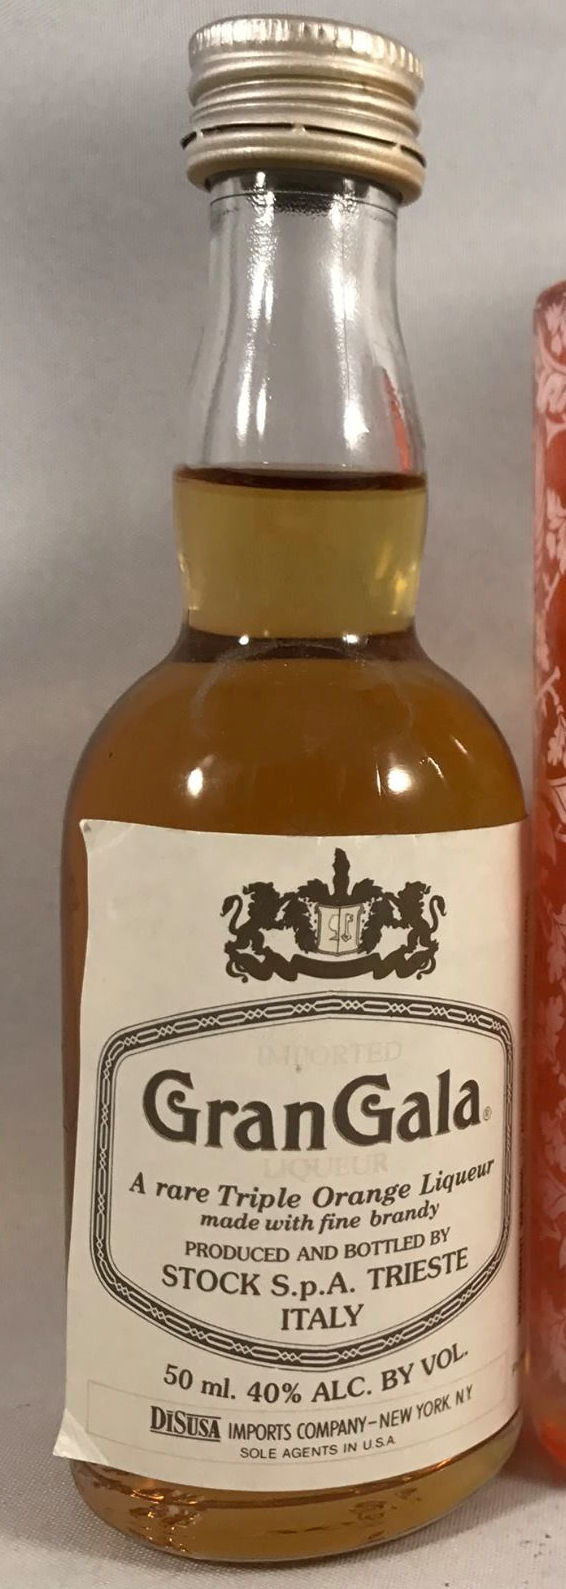 IMPORTED
GranGala®
LIQUEUR
A rare Triple Orange Liqueur
made with fine brandy
PRODUCED AND BOTTLED BY
STOCK S.p.A. TRIESTE
ITALY
50 ml. 40% ALC. BY VOL.
DISUSA IMPORTS COMPANY-NEW YORK N.Y.
SOLE AGENTS IN U.S.A.